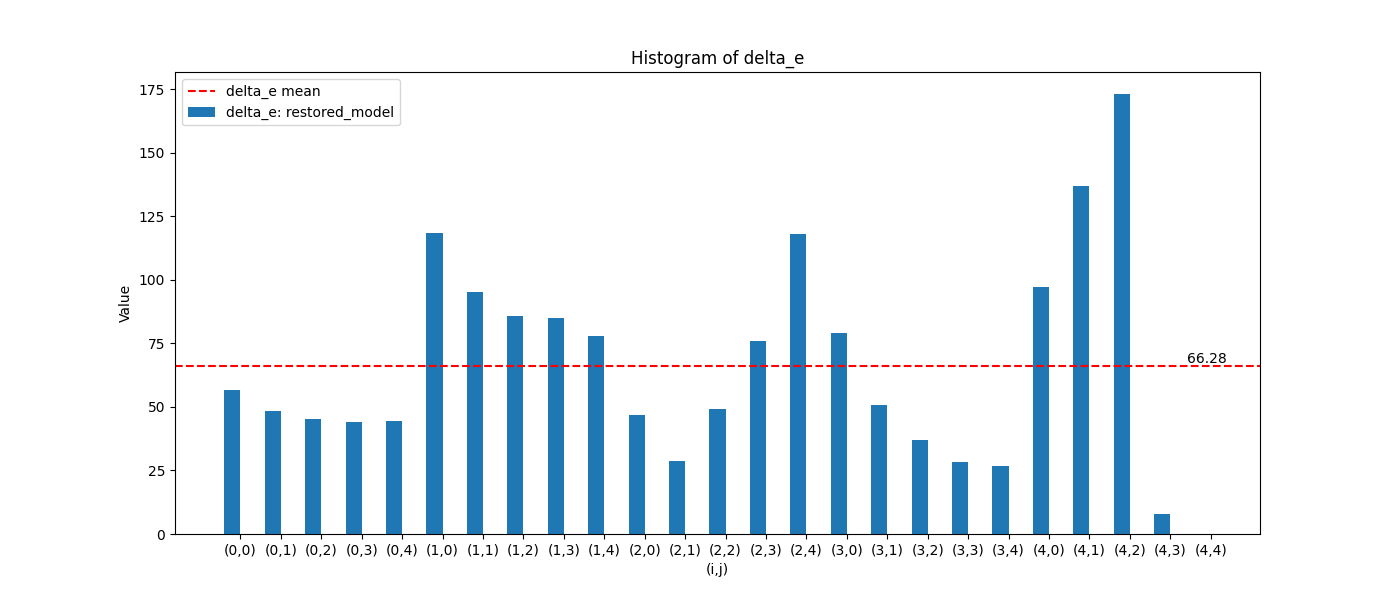 Histogram of delta_e
delta_e mean
delta_e: restored_model
175
150
125
100
75
50
25
0
Value
66.28
(0,0) (0,1) (0,2) (0,3) (0,4) (1,0) (1,1) (1,2) (1,3) (1,4) (2,0) (2,1) (2,2) (2,3) (2,4) (3,0) (3,1) (3,2) (3,3) (3,4) (4,0) (4,1) (4,2) (4,3) (4,4)
(i,j)